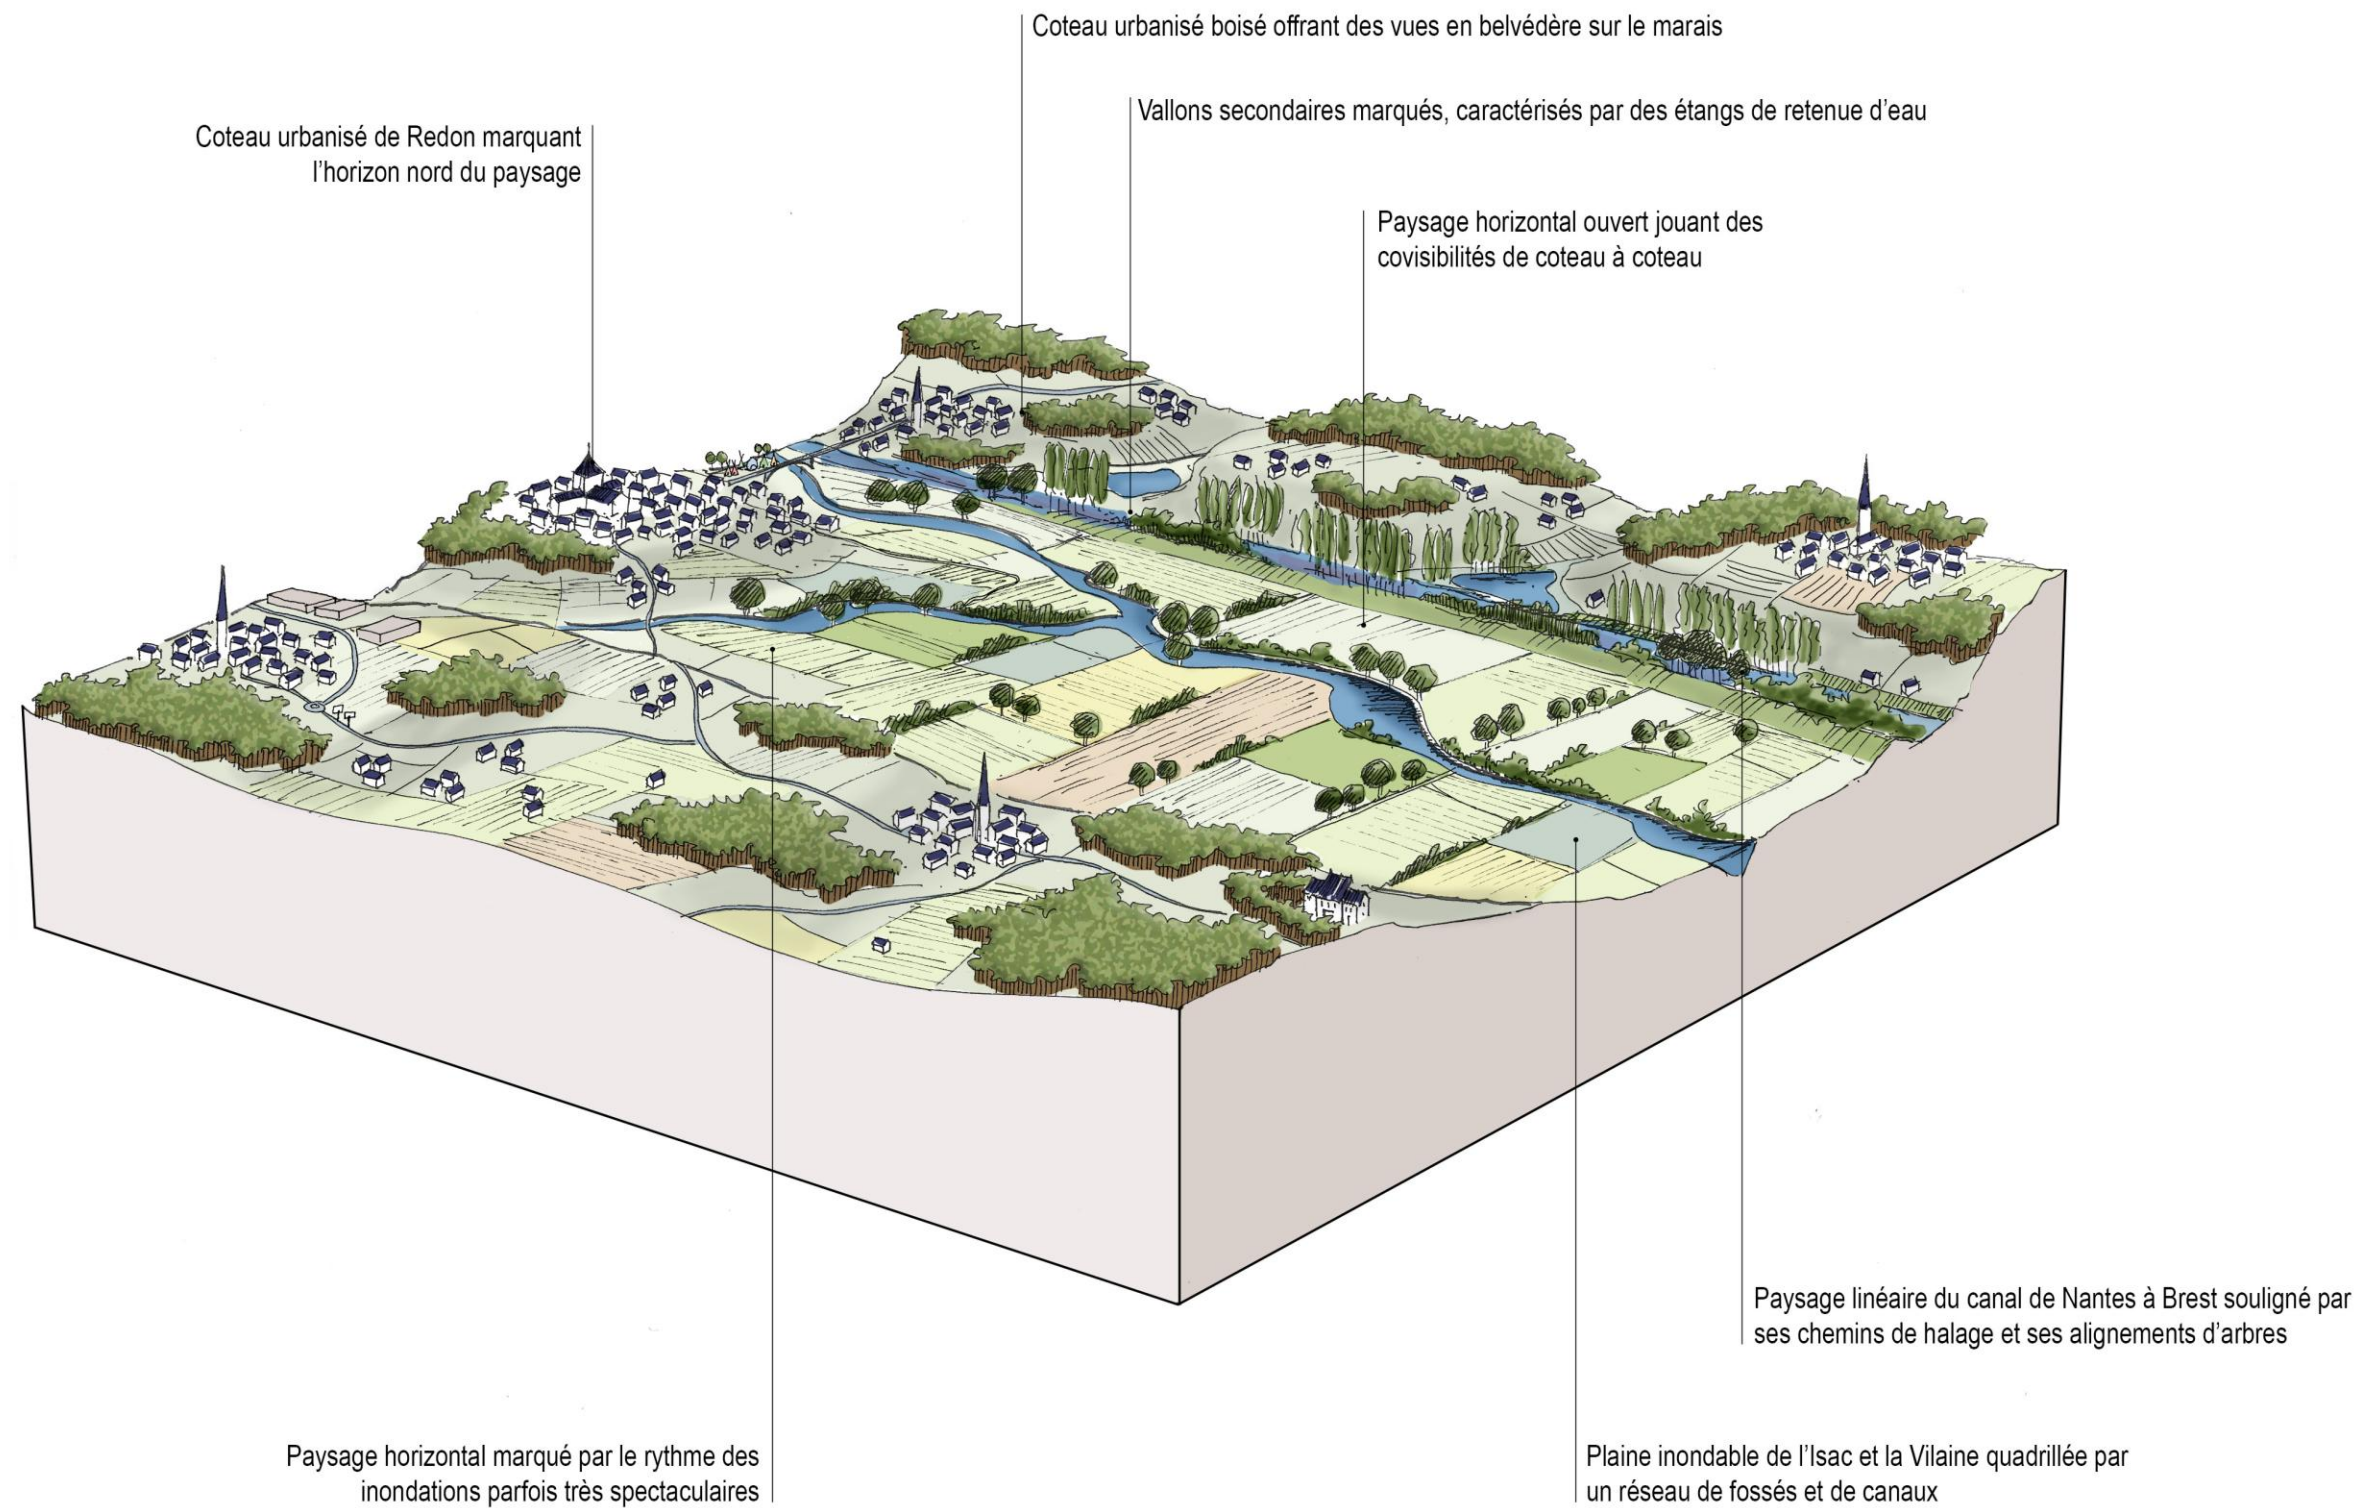 Coteau urbanisé boisé offrant des vues en belvédère sur le marais
Vallons secondaires marqués, caractérisés par des étangs de retenue d'eau
Coteau urbanisé de Redon marquant
l'horizon nord du paysage
Paysage horizontal ouvert jouant des
covisibilités de coteau à coteau
Paysage linéaire du canal de Nantes à Brest souligné par
ses chemins de halage et ses alignements d'arbres
Paysage horizontal marqué par le rythme des
inondations parfois très spectaculaires
Plaine inondable de l'Isac et la Vilaine quadrillée par
un réseau de fossés et de canaux